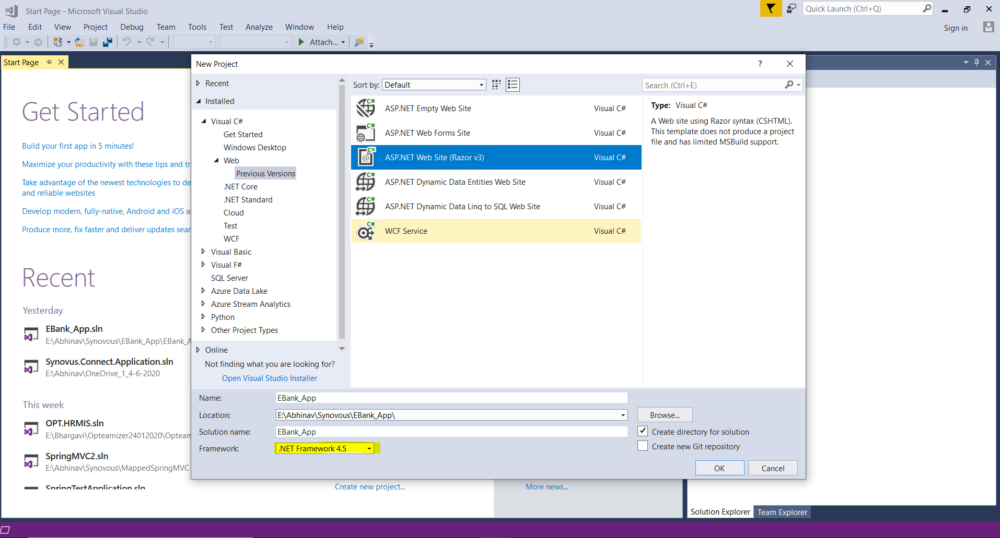 Start Page - Microsoft Visual Studio
Quick Launch (Ctrl+Q)
File Edit View Project Debug Team Tools Test Analyze Window Help
Sign in
Attach...
Start Page
Get Started
Build your first app in 5 minutes!
Maximize your productivity with these tips and tr
Take advantage of the newest technologies to de
and reliable websites
Develop modern, fully-native, Android and iOS a
Produce more, fix faster and deliver updates sear
Recent
Yesterday
EBank_App.sln
E:\Abhinav\Synovous\EBank_App\EBank_A
Synovus.Connect.Application.sln
E:\Abhinav\OneDrive_1_4-6-2020
This week
OPT.HRMIS.sln
E:\Bhargavi\Opteamizer24012020\Opteam
SpringMVC2.sln
E:\Abhinav\Synovous\MappedSpringMVC
SpringTestApplication.sln
New Project
?
Recent
Installed
Visual C#
Get Started
Windows Desktop
Web
Previous Versions
.NET Core
.NET Standard
Cloud
Test
WCF
Visual Basic
Visual F#
SQL Server
Azure Data Lake
Azure Stream Analytics
Python
Other Project Types
Online
Not finding what you are looking for?
Open Visual Studio Installer
Sort by: Default
Search (Ctrl+E)
C# ASP.NET Empty Web Site Visual C#
C# ASP.NET Web Forms Site Visual C#
C# ASP.NET Web Site (Razor v3) Visual C#
C# ASP.NET Dynamic Data Entities Web Site Visual C#
C# ASP.NET Dynamic Data Linq to SQL Web Site Visual C#
C# WCF Service Visual C#
Type: Visual C#
A Web site using Razor syntax (CSHTML).
This template does not produce a project
file and has limited MSBuild support.
Name: EBank_App
Location: E:\Abhinav\Synovous\EBank_App\
Browse...
Solution name: EBank_App
Create directory for solution
Framework: .NET Framework 4.5
Create new Git repository
OK Cancel
Create new project...
More news...
Solution Explorer Team Explorer